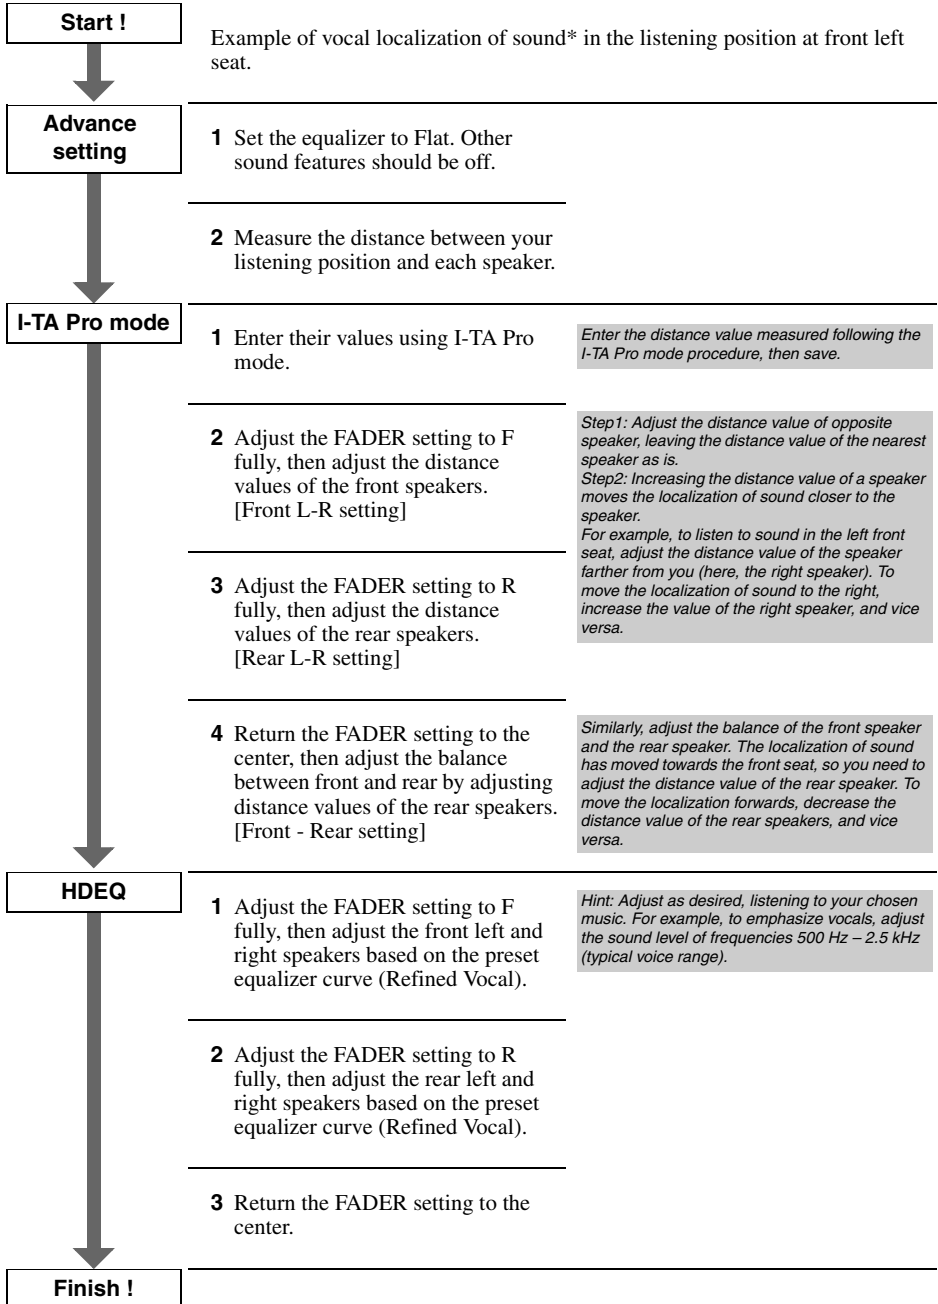 Start !
Example of vocal localization of sound* in the listening position at front left
seat.
Advance
setting
1 Set the equalizer to Flat. Other
sound features should be off.
2 Measure the distance between your
listening position and each speaker.
I-TA Pro mode
1 Enter their values using I-TA Pro
mode.
Enter the distance value measured following the
I-TA Pro mode procedure, then save.
2 Adjust the FADER setting to F
fully, then adjust the distance
values of the front speakers.
[Front L-R setting]
Step1: Adjust the distance value of opposite
speaker, leaving the distance value of the nearest
speaker as is.
Step2: Increasing the distance value of a speaker
moves the localization of sound closer to the
speaker.
For example, to listen to sound in the left front
seat, adjust the distance value of the speaker
farther from you (here, the right speaker). To
move the localization of sound to the right,
increase the value of the right speaker, and vice
versa.
3 Adjust the FADER setting to R
fully, then adjust the distance
values of the rear speakers.
[Rear L-R setting]
4 Return the FADER setting to the
center, then adjust the balance
between front and rear by adjusting
distance values of the rear speakers.
[Front - Rear setting]
Similarly, adjust the balance of the front speaker
and the rear speaker. The localization of sound
has moved towards the front seat, so you need to
adjust the distance value of the rear speaker. To
move the localization forwards, decrease the
distance value of the rear speakers, and vice
versa.
HDEQ
1 Adjust the FADER setting to F
fully, then adjust the front left and
right speakers based on the preset
equalizer curve (Refined Vocal).
Hint: Adjust as desired, listening to your chosen
music. For example, to emphasize vocals, adjust
the sound level of frequencies 500 Hz – 2.5 kHz
(typical voice range).
2 Adjust the FADER setting to R
fully, then adjust the rear left and
right speakers based on the preset
equalizer curve (Refined Vocal).
3 Return the FADER setting to the
center.
Finish !